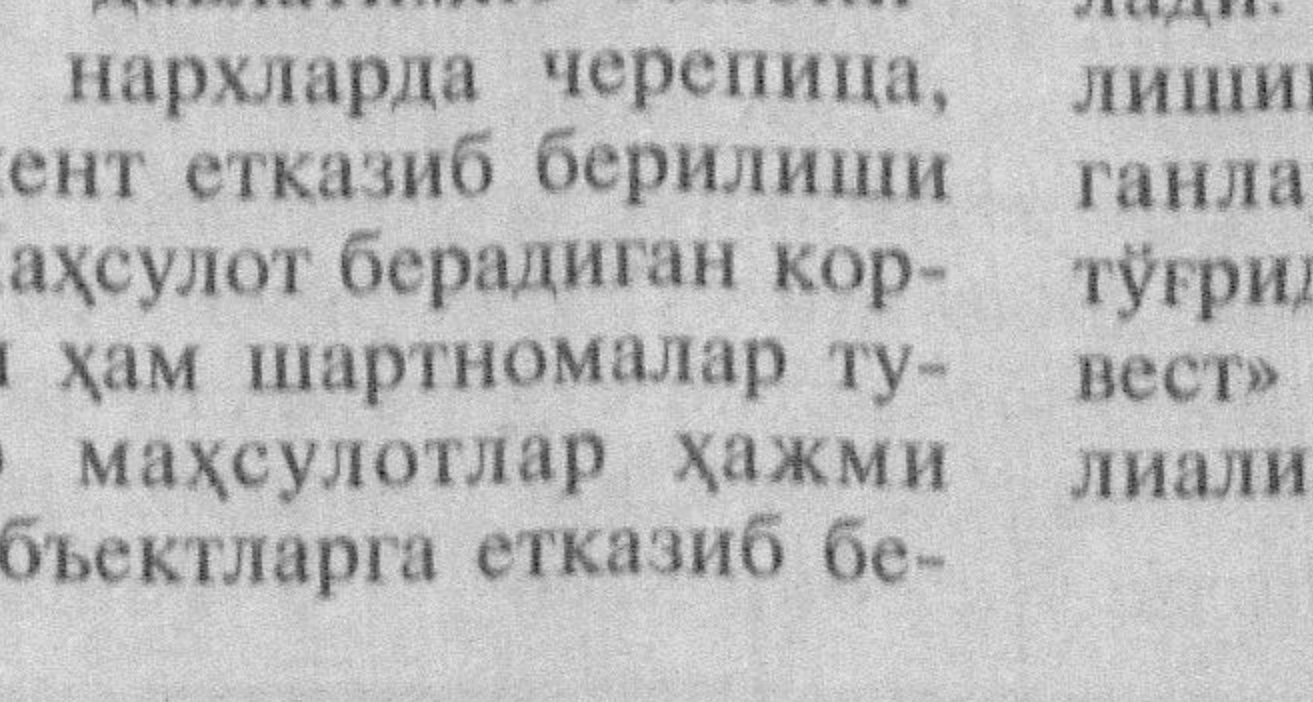 нархларда черепица,
ент етказиб берилиши
аҳсулот берадиган кор-
ҳам шартномалар ту-
маҳсулотлар ҳажми
бъектларга етказиб бе-
лади.
лиши
ганла
тўғрид
вест»
лиали